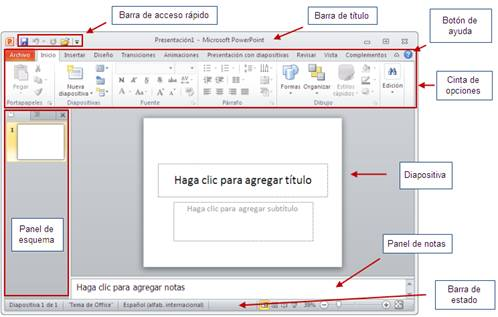 Barra de acceso rápido
Barra de título
Botón de ayuda
Presentación1 - Microsoft PowerPoint
Archivo Inicio Insertar Diseño Transiciones Animaciones Presentación con diapositivas Revisar Vista Complementos
Pegar
Nueva diapositiva
N K S
Formas Organizar Estilos rápidos
Edición
Portapapeles Diapositivas Fuente Párrafo Dibujo
Cinta de opciones
1
Haga clic para agregar título
Haga clic para agregar subtítulo
Diapositiva
Panel de esquema
Panel de notas
Haga clic para agregar notas
Barra de estado
Diapositiva 1 de 1 "Tema de Office" Español (alfab. internacional) 39%